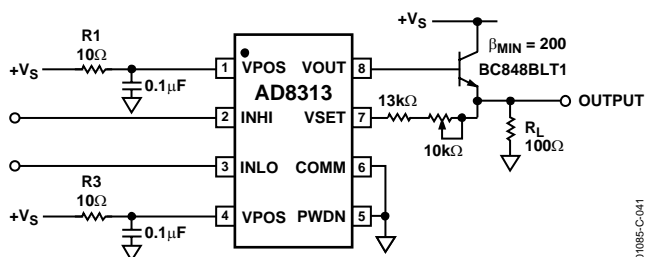 +VS
R1
10Ω
0.1µF
1 VPOS
VOUT 8
AD8313
2 INHI
VSET 7
3 INLO
COMM 6
4 VPOS
PWDN 5
+VS
R3
10Ω
0.1µF
+VS
βMIN = 200
BC848BLT1
13kΩ
10kΩ
OUTPUT
RL
100Ω
01085-C-041